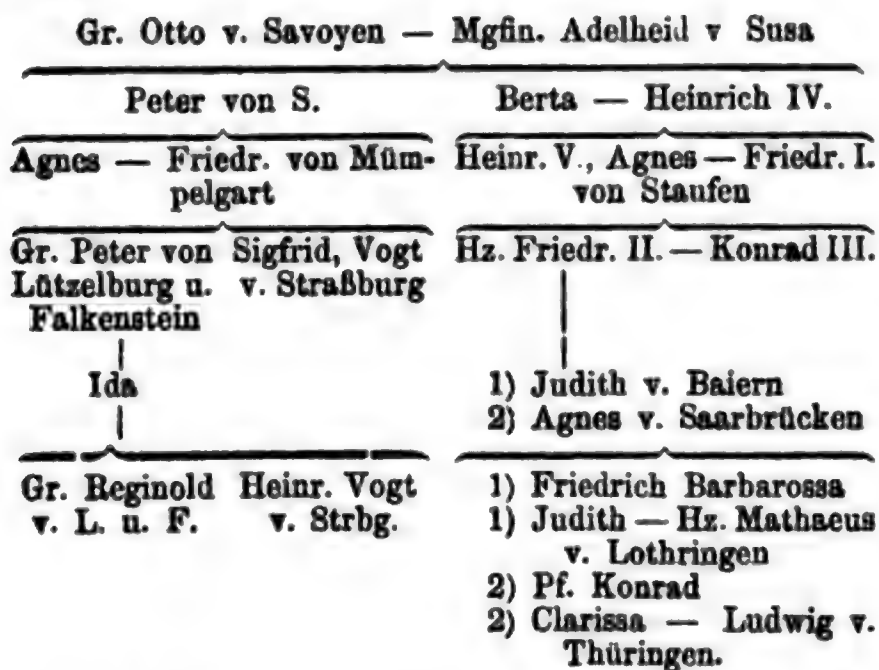 Gr. Otto v. Savoyen — Mgfin. Adelheid v Susa
Peter von S.
Berta — Heinrich IV.
Agnes — Friedr. von Müm-
pelgart
Heinr. V., Agnes — Friedr. I.
von Staufen
Gr. Peter von
Lützelburg u.
Falkenstein
Sigfrid, Vogt
v. Straßburg
Hz. Friedr. II. — Konrad III.
Ida
1) Judith v. Baiern
2) Agnes v. Saarbrücken
Gr. Reginold
v. L. u. F.
Heinr. Vogt
v. Strbg.
1) Friedrich Barbarossa
1) Judith — Hz. Mathaeus
v. Lothringen
2) Pf. Konrad
2) Clarissa — Ludwig v.
Thüringen.